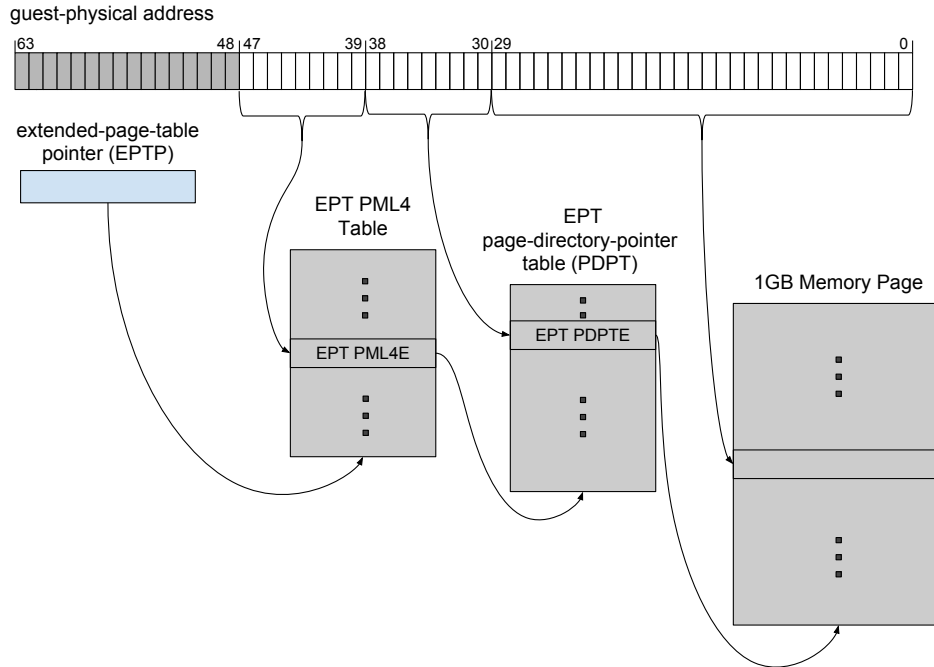 guest-physical address
63 48 47 39 38 30 29 0
extended-page-table
pointer (EPTP)
EPT PML4
Table
EPT
page-directory-pointer
table (PDPT)
1GB Memory Page
EPT PDPTE
EPT PML4E